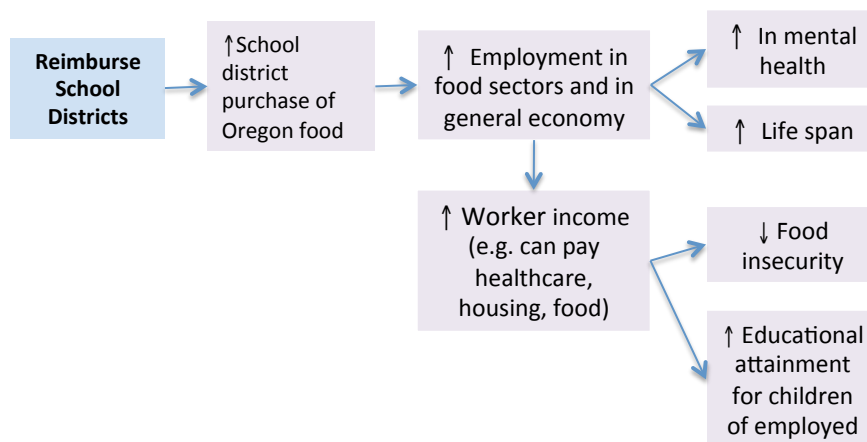 Reimburse
School
Districts
↑School
district
purchase of
Oregon food
↑ Employment in
food sectors and in
general economy
↑ In mental
health
↑ Life span
↑ Worker income
(e.g. can pay
healthcare,
housing, food)
↓ Food
insecurity
↑ Educational
attainment
for children
of employed